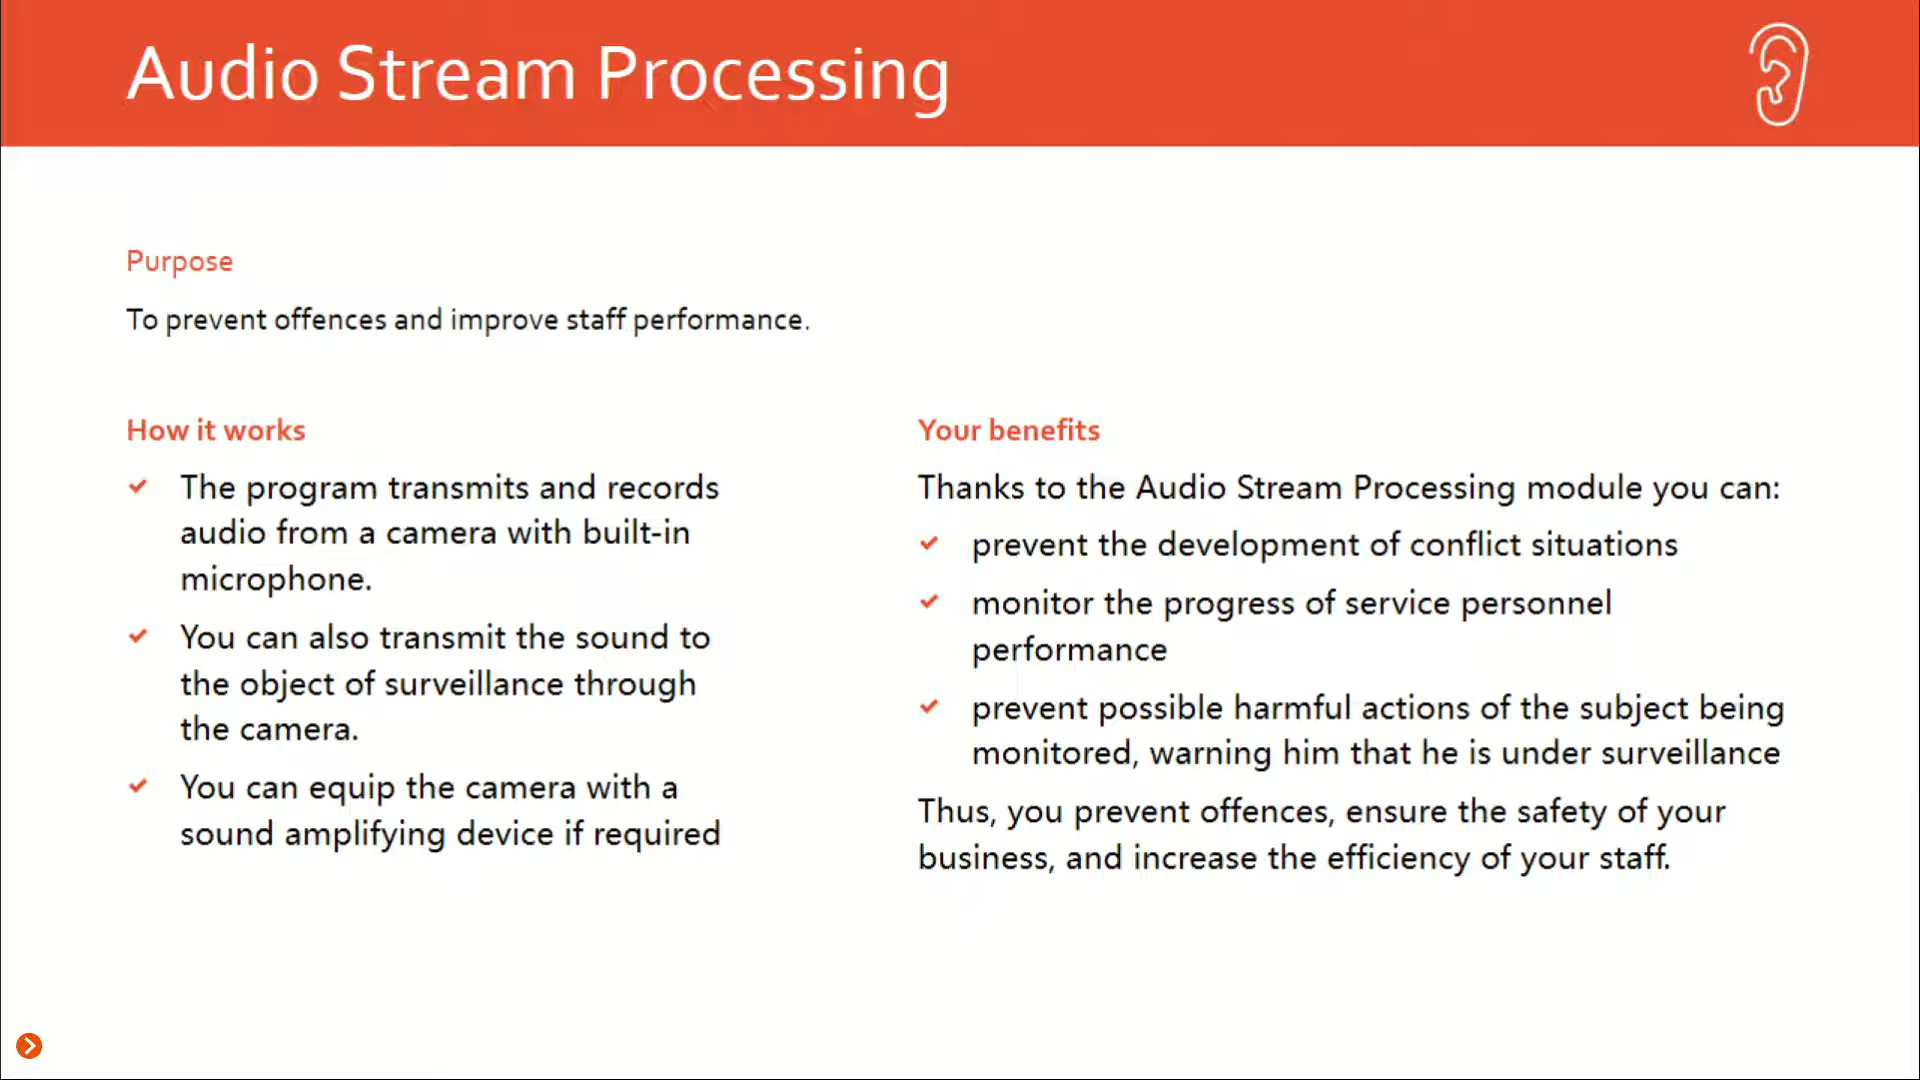 Audio Stream Processing
Purpose
To prevent offences and improve staff performance.
How it works
The program transmits and records
audio from a camera with built-in
microphone.
You can also transmit the sound to
the object of surveillance through
the camera.
You can equip the camera with a
sound amplifying device if required
Your benefits
Thanks to the Audio Stream Processing module you can:
prevent the development of conflict situations
monitor the progress of service personnel
performance
prevent possible harmful actions of the subject being
monitored, warning him that he is under surveillance
Thus, you prevent offences, ensure the safety of your
business, and increase the efficiency of your staff.